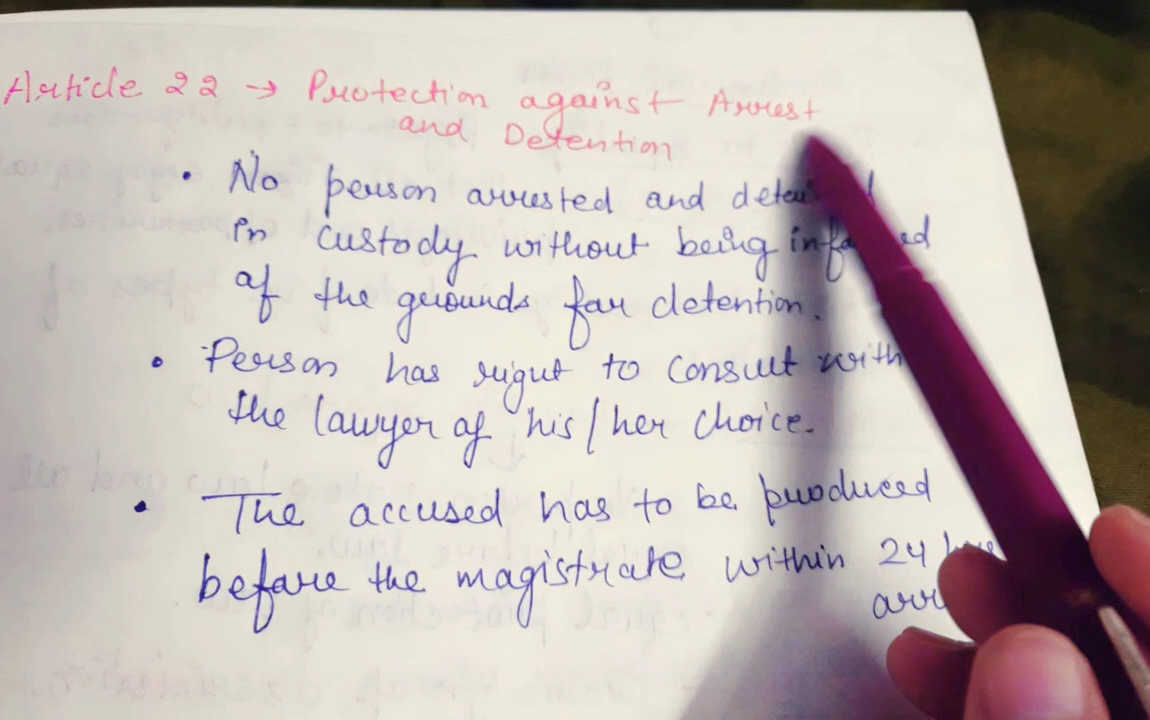 Article 22 → Protection against Arrest
and Detention
• No person arrested and detained
in custody without being informed
of the grounds for detention.
• Person has right to consult with
the lawyer of his/her choice.
• The accused has to be produced
before the magistrate within 24